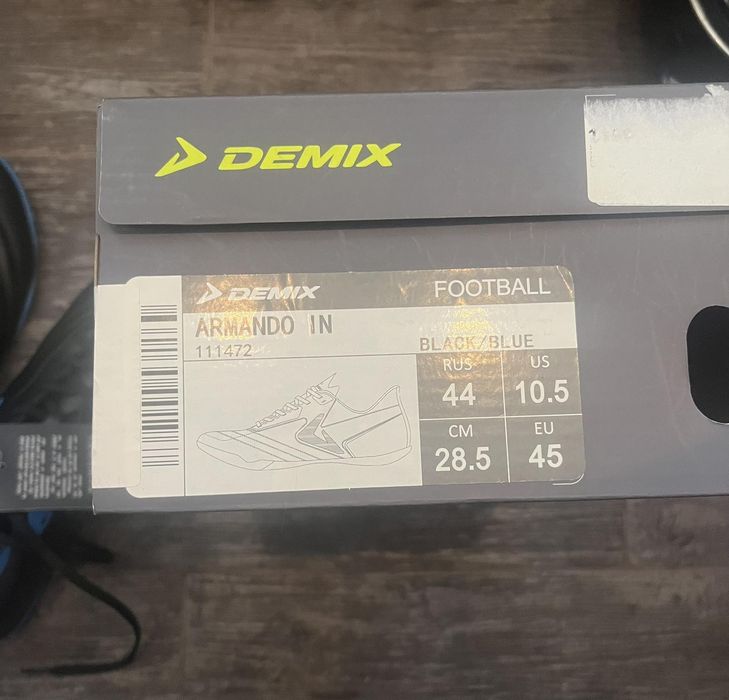 DEMIX
DEMIX FOOTBALL
ARMANDO IN
111472 BLACK/BLUE
RUS US
44 10.5
CM EU
28.5 45